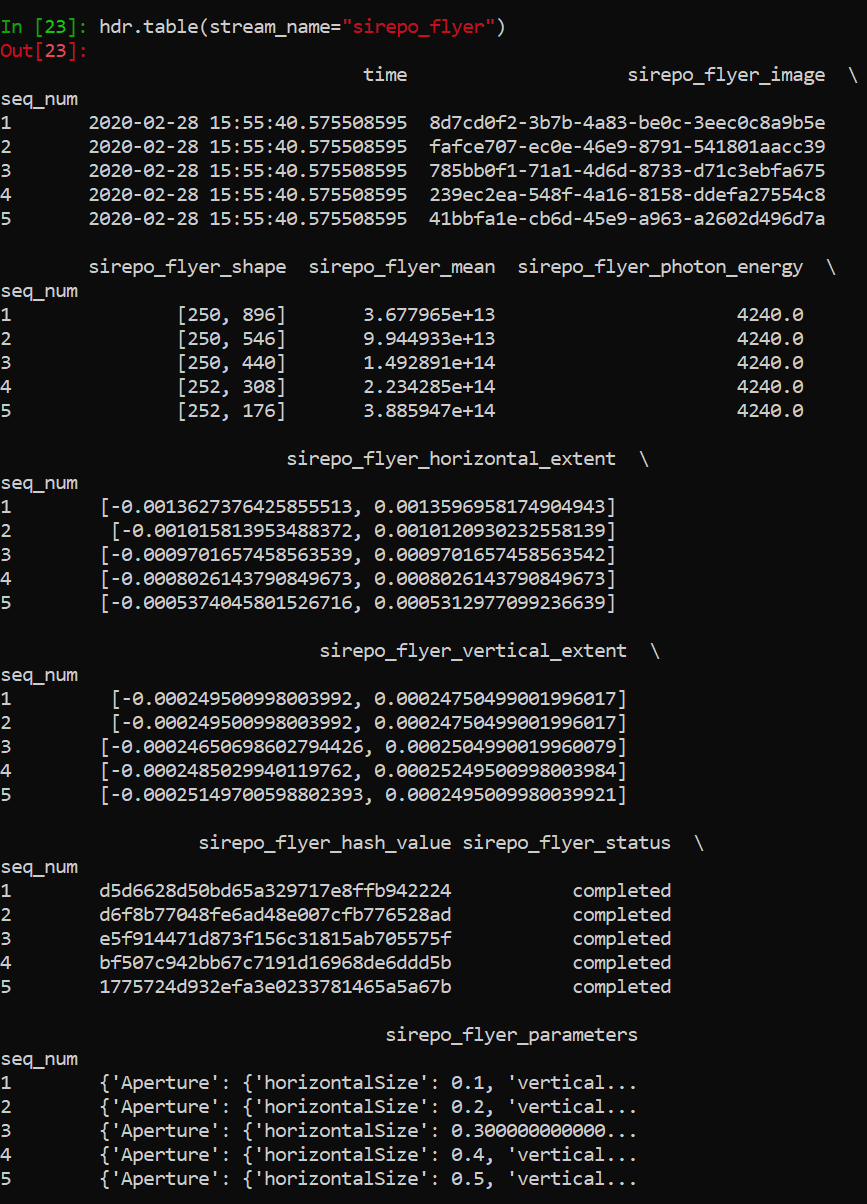 In [23]: hdr.table(stream_name="sirepo_flyer")
Out[23]:
time sirepo_flyer_image \
seq_num
1 2020-02-28 15:55:40.575508595 8d7cd0f2-3b7b-4a83-be0c-3eec0c8a9b5e
2 2020-02-28 15:55:40.575508595 fafce707-ec0e-46e9-8791-541801aacc39
3 2020-02-28 15:55:40.575508595 785bb0f1-71a1-4d6d-8733-d71c3ebfa675
4 2020-02-28 15:55:40.575508595 239ec2ea-548f-4a16-8158-ddefa27554c8
5 2020-02-28 15:55:40.575508595 41bbfa1e-cb6d-45e9-a963-a2602d496d7a
sirepo_flyer_shape sirepo_flyer_mean sirepo_flyer_photon_energy \
seq_num
1 [250, 896] 3.677965e+13 4240.0
2 [250, 546] 9.944933e+13 4240.0
3 [250, 440] 1.492891e+14 4240.0
4 [252, 308] 2.234285e+14 4240.0
5 [252, 176] 3.885947e+14 4240.0
sirepo_flyer_horizontal_extent \
seq_num
1 [-0.0013627376425855513, 0.0013596958174904943]
2 [-0.001015813953488372, 0.0010120930232558139]
3 [-0.0009701657458563539, 0.0009701657458563542]
4 [-0.0008026143790849673, 0.0008026143790849673]
5 [-0.0005374045801526716, 0.0005312977099236639]
sirepo_flyer_vertical_extent \
seq_num
1 [-0.000249500998003992, 0.00024750499001996017]
2 [-0.000249500998003992, 0.00024750499001996017]
3 [-0.00024650698602794426, 0.0002504990019960079]
4 [-0.0002485029940119762, 0.00025249500998003984]
5 [-0.00025149700598802393, 0.0002495009980039921]
sirepo_flyer_hash_value sirepo_flyer_status \
seq_num
1 d5d6628d50bd65a329717e8ffb942224 completed
2 d6f8b77048fe6ad48e007cfb776528ad completed
3 e5f914471d873f156c31815ab705575f completed
4 bf507c942bb67c7191d16968de6ddd5b completed
5 1775724d932efa3e0233781465a5a67b completed
sirepo_flyer_parameters
seq_num
1 {'Aperture': {'horizontalSize': 0.1, 'vertical...
2 {'Aperture': {'horizontalSize': 0.2, 'vertical...
3 {'Aperture': {'horizontalSize': 0.300000000000...
4 {'Aperture': {'horizontalSize': 0.4, 'vertical...
5 {'Aperture': {'horizontalSize': 0.5, 'vertical...